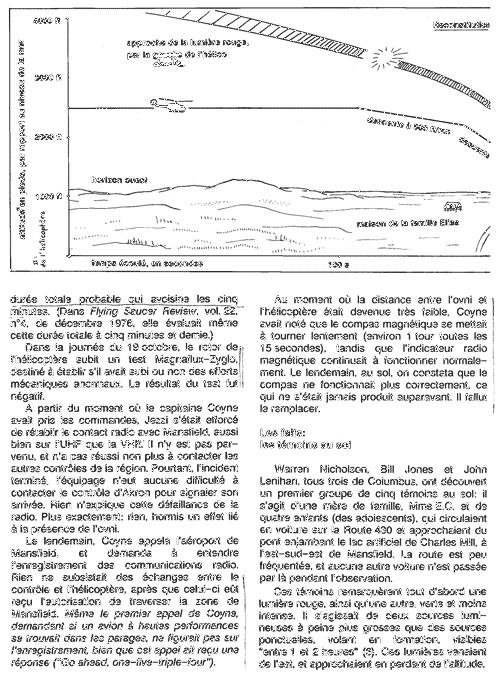 4000 ft
Reconstitution
approche de la lumière rouge,
par la gauche de l'hélico
3000 ft
descente à 500 ft/mn
descente
2000 ft
horizon ouest
1000 ft
maison de la famille Elias
de l'hélicoptère
temps écoulé, en secondes
100 s
durée totale probable qui avoisine les cinq
minutes. (Dans Flying Saucer Review, vol. 22,
n°4, de décembre 1976, elle évaluait même
cette durée totale à cinq minutes et demie.)
Dans la journée du 19 octobre, le rotor de
l'hélicoptère subit un test Magnaflux-Zyglo,
destiné à établir s'il avait subi ou non des efforts
mécaniques anormaux. Le résultat du test fut
négatif.
A partir du moment où le capitaine Coyne
avait pris les commandes, Jezzi s'était efforcé
de rétablir le contact radio avec Mansfield, aussi
bien sur l'UHF que la VHF. Il n'y est pas par-
venu, et n'a pas réussi non plus à contacter les
autres contrôles de la région. Pourtant, l'incident
terminé, l'équipage n'eut aucune difficulté à
contacter le contrôle d'Akron pour signaler son
arrivée. Rien n'explique cette défaillance de la
radio. Plus exactement: rien, hormis un effet lié
à la présence de l'ovni.
Le lendemain, Coyne appela l'aéroport de
Mansfield, et demanda à entendre
l'enregistrement des communications radio.
Rien ne subsistait des échanges entre le
contrôle et l'hélicoptère, après que celui-ci eût
reçu l'autorisation de traverser la zone de
Mansfield. Même le premier appel de Coyne,
demandant si un avion à hautes performances
se trouvait dans les parages, ne figurait pas sur
l'enregistrement, bien que cet appel ait reçu une
réponse ("Go ahead, one-five-triple-four").
Au moment où la distance entre l'ovni et
l'hélicoptère était devenue très faible, Coyne
avait noté que le compas magnétique se mettait
à tourner lentement (environ 1 tour toutes les
15 secondes), tandis que l'indicateur radio
magnétique continuait à fonctionner normale-
ment. Le lendemain, au sol, on constata que le
compas ne fonctionnait plus correctement, ce
qui ne s'était jamais produit auparavant. Il fallut
le remplacer.
Les faits:
les témoins au sol
Warren Nicholson, Bill Jones et John
Lenihan, tous trois de Columbus, ont découvert
un premier groupe de cinq témoins au sol: il
s'agit d'une mère de famille, Mme E.C. et de
quatre enfants (des adolescents), qui circulaient
en voiture sur la Route 430 et approchaient du
pont enjambant le lac artificiel de Charles Mill, à
l'est-sud-est de Mansfield. La route est peu
fréquentée, et aucune autre voiture n'est passée
par là pendant l'observation.
Ces témoins remarquèrent tout d'abord une
lumière rouge, ainsi qu'une autre, verte et moins
intense. Il s'agissait de deux sources lumi-
neuses à peine plus grosses que des sources
ponctuelles, volant en formation, visibles
"entre 1 et 2 heures" (S). Ces lumières venaient
de l'est, et approchaient en perdant de l'altitude.